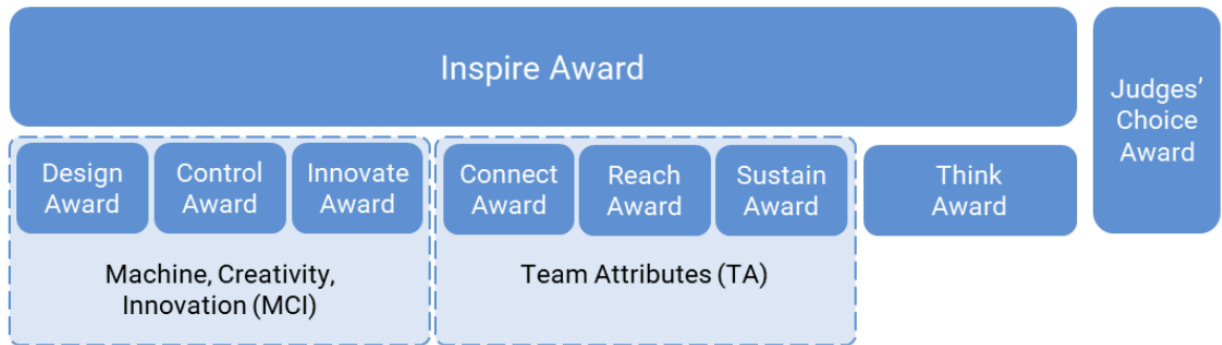 Inspire Award
Judges’
Choice
Award
Design
Award
Control
Award
Innovate
Award
Connect
Award
Reach
Award
Sustain
Award
Think
Award
Machine, Creativity,
Innovation (MCI)
Team Attributes (TA)